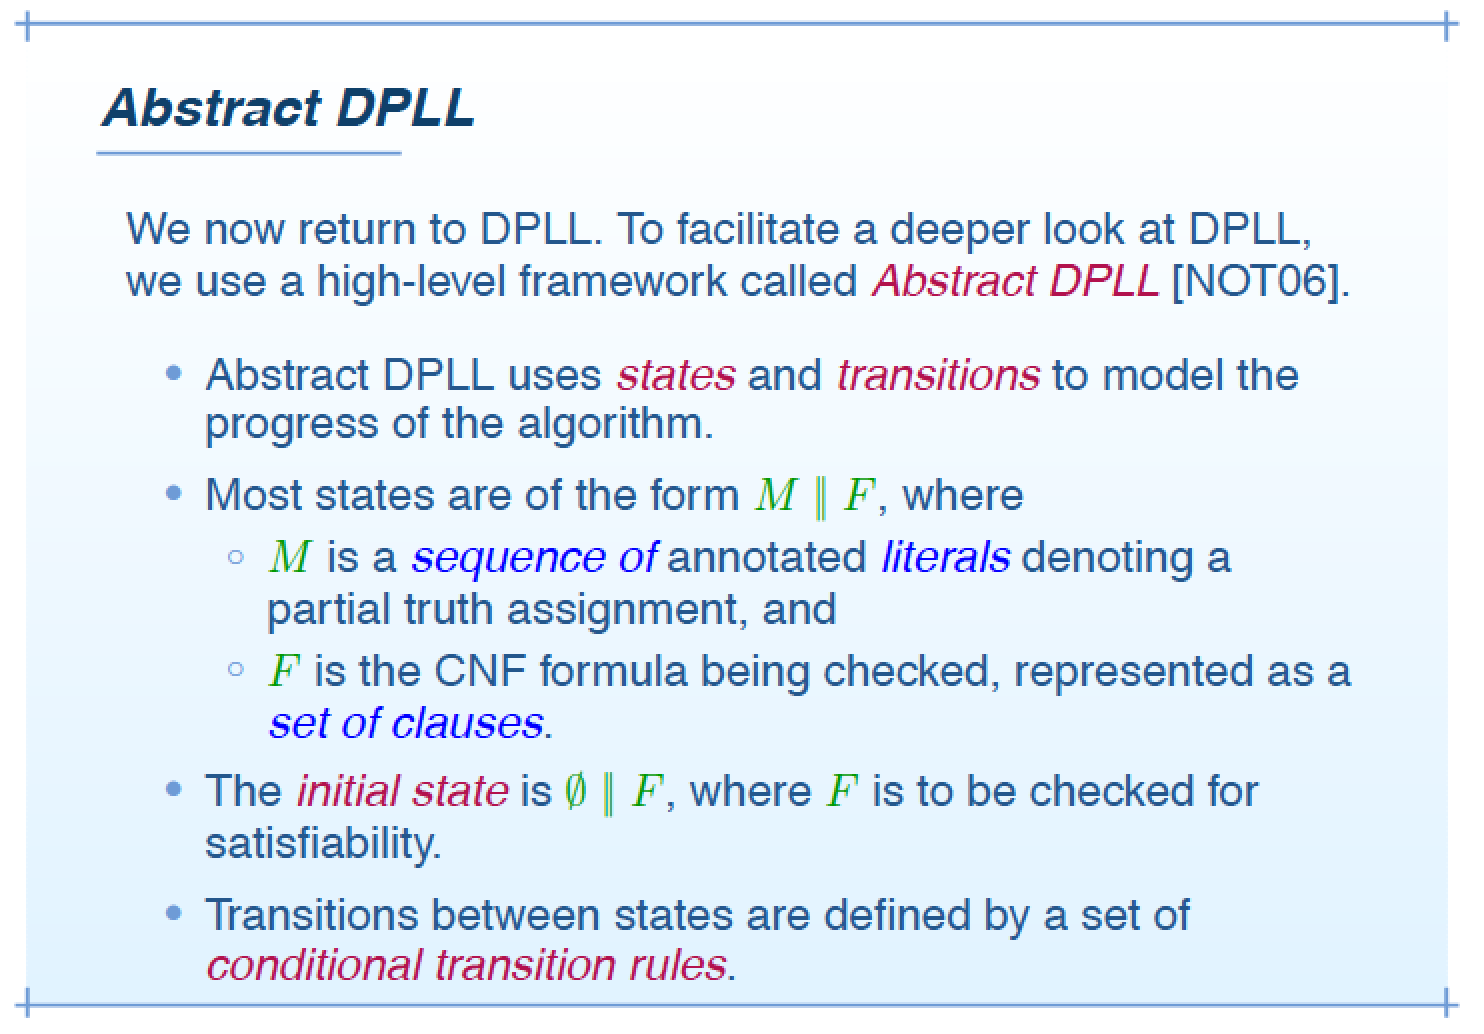 Abstract DPLL
We now return to DPLL. To facilitate a deeper look at DPLL,
we use a high-level framework called Abstract DPLL [NOT06].
• Abstract DPLL uses states and transitions to model the
progress of the algorithm.
• Most states are of the form M ∥ F, where
◦ M is a sequence of annotated literals denoting a
partial truth assignment, and
◦ F is the CNF formula being checked, represented as a
set of clauses.
• The initial state is ∅ ∥ F, where F is to be checked for
satisfiability.
• Transitions between states are defined by a set of
conditional transition rules.